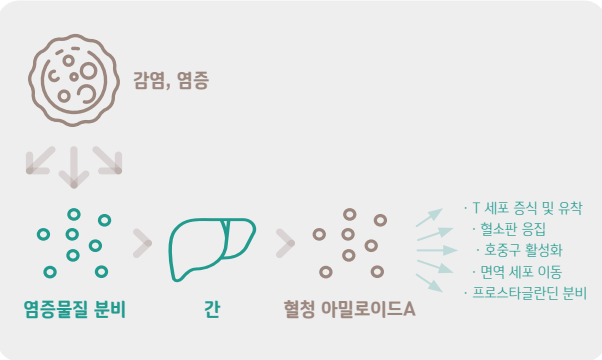 감염, 염증
· T 세포 증식 및 유착
· 혈소판 응집
· 호중구 활성화
· 면역 세포 이동
· 프로스타글란딘 분비
염증물질 분비
간
혈청 아밀로이드A